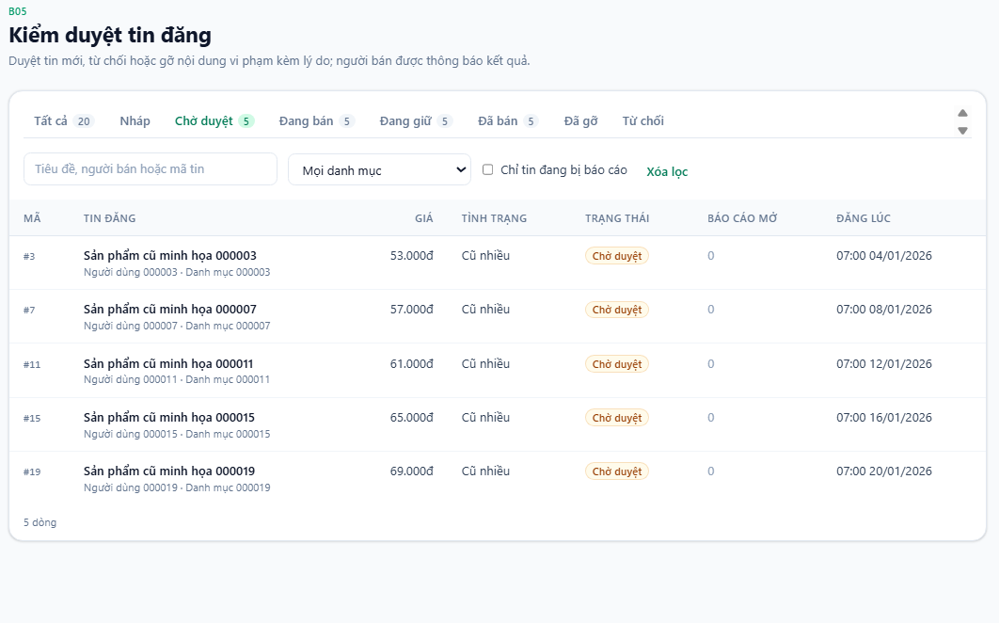 B05
Kiểm duyệt tin đăng
Duyệt tin mới, từ chối hoặc gỡ nội dung vi phạm kèm lý do; người bán được thông báo kết quả.
Tất cả 20 Nháp Chờ duyệt 5 Đang bán 5 Đang giữ 5 Đã bán 5 Đã gỡ Từ chối
Tiêu đề, người bán hoặc mã tin Mọi danh mục Chỉ tin đang bị báo cáo Xóa lọc
MÃ TIN ĐĂNG GIÁ TÌNH TRẠNG TRẠNG THÁI BÁO CÁO MỞ ĐĂNG LÚC
#3 Sản phẩm cũ minh họa 000003 53.000đ Cũ nhiều Chờ duyệt 0 07:00 04/01/2026
Người dùng 000003 · Danh mục 000003
#7 Sản phẩm cũ minh họa 000007 57.000đ Cũ nhiều Chờ duyệt 0 07:00 08/01/2026
Người dùng 000007 · Danh mục 000007
#11 Sản phẩm cũ minh họa 000011 61.000đ Cũ nhiều Chờ duyệt 0 07:00 12/01/2026
Người dùng 000011 · Danh mục 000011
#15 Sản phẩm cũ minh họa 000015 65.000đ Cũ nhiều Chờ duyệt 0 07:00 16/01/2026
Người dùng 000015 · Danh mục 000015
#19 Sản phẩm cũ minh họa 000019 69.000đ Cũ nhiều Chờ duyệt 0 07:00 20/01/2026
Người dùng 000019 · Danh mục 000019
5 dòng